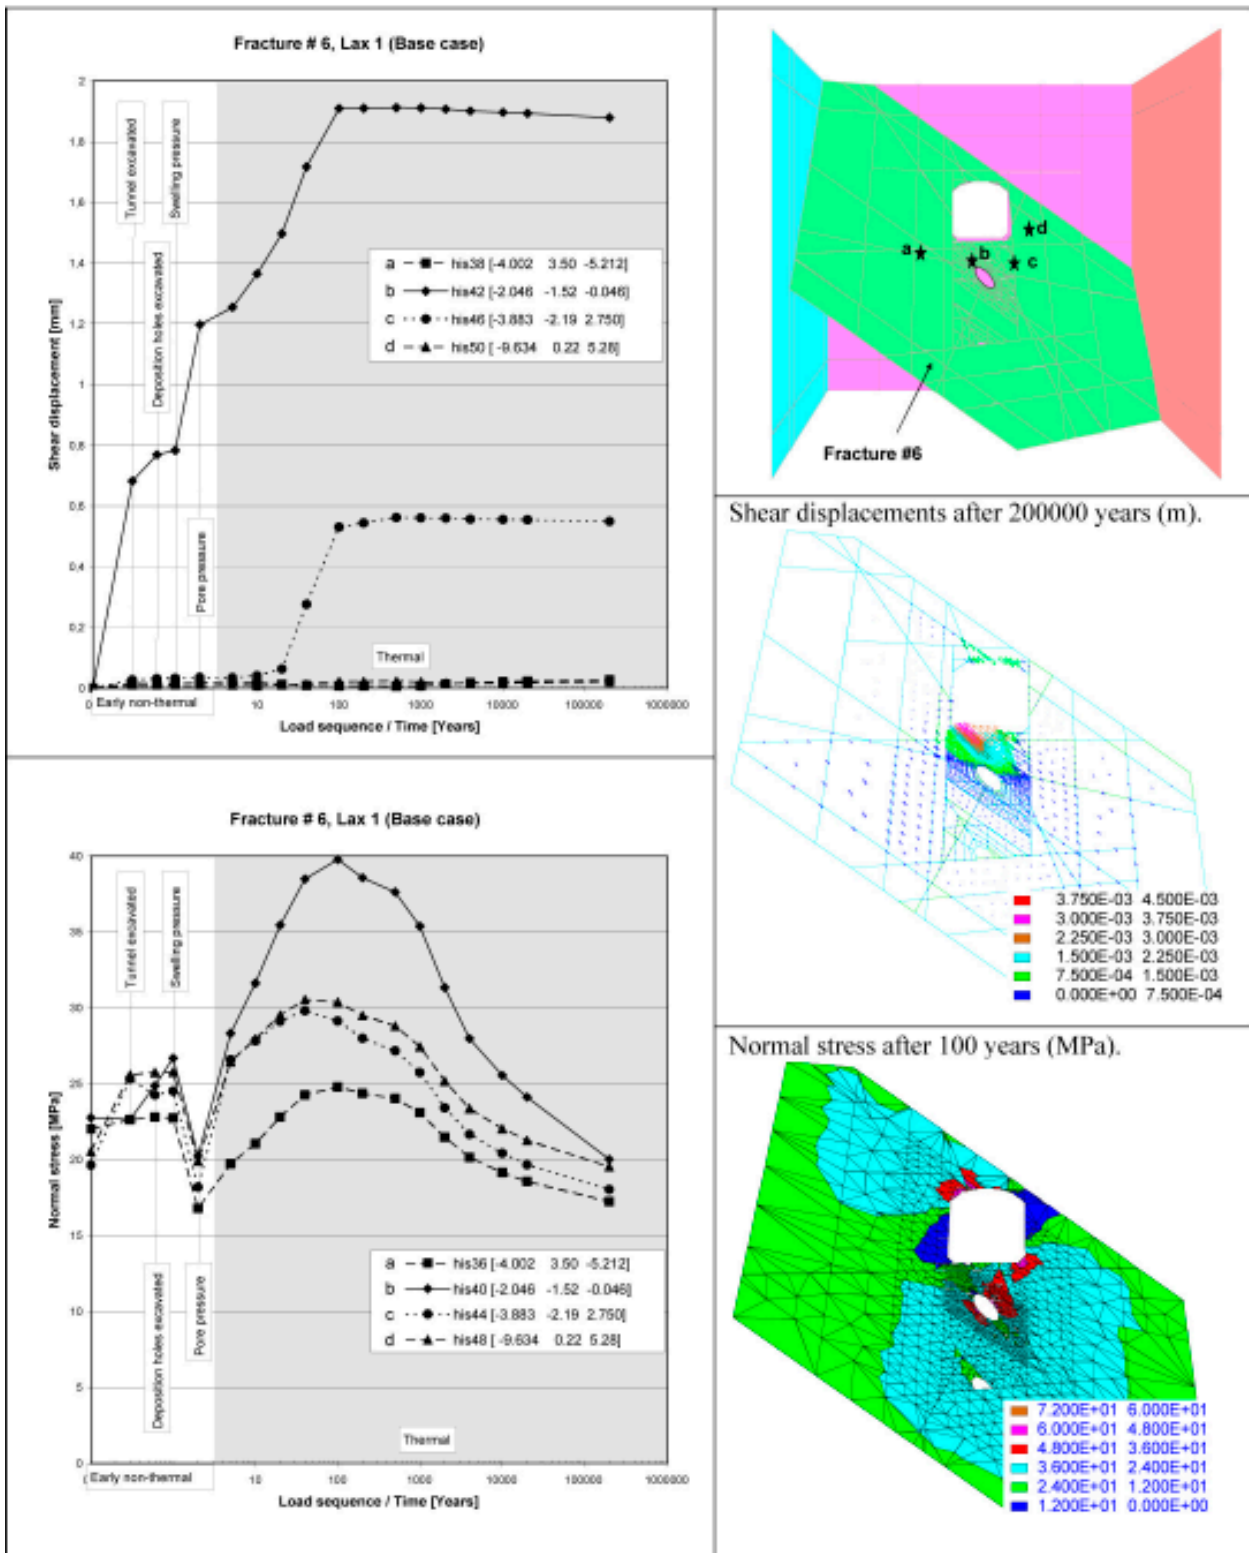 Fracture # 6, Lax 1 (Base case)
Shear displacement [mm]
2
1,8
1,6
1,4
1,2
1
0,8
0,6
0,4
0,2
0
Tunnel excavated
Deposition holes excavated
Swelling pressure
Pore pressure
a his38 [-4.002 3.50 -5.212]
b his42 [-2.046 -1.52 -0.046]
c his46 [-3.883 -2.19 2.750]
d his50 [-9.634 0.22 5.28]
Thermal
Early non-thermal
0 10 100 1000 10000 100000 1000000
Load sequence / Time [Years]
a
b
c
d
Fracture #6
Shear displacements after 200000 years (m).
3.750E-03 4.500E-03
3.000E-03 3.750E-03
2.250E-03 3.000E-03
1.500E-03 2.250E-03
7.500E-04 1.500E-03
0.000E+00 7.500E-04
Fracture # 6, Lax 1 (Base case)
Normal stress [MPa]
40
35
30
25
20
15
10
5
0
Tunnel excavated
Swelling pressure
Deposition holes excavated
Pore pressure
a his36 [-4.002 3.50 -5.212]
b his40 [-2.046 -1.52 -0.046]
c his44 [-3.883 -2.19 2.750]
d his48 [-9.634 0.22 5.28]
Thermal
Early non-thermal
10 100 1000 10000 100000 1000000
Load sequence / Time [Years]
Normal stress after 100 years (MPa).
7.200E+01 6.000E+01
6.000E+01 4.800E+01
4.800E+01 3.600E+01
3.600E+01 2.400E+01
2.400E+01 1.200E+01
1.200E+01 0.000E+00